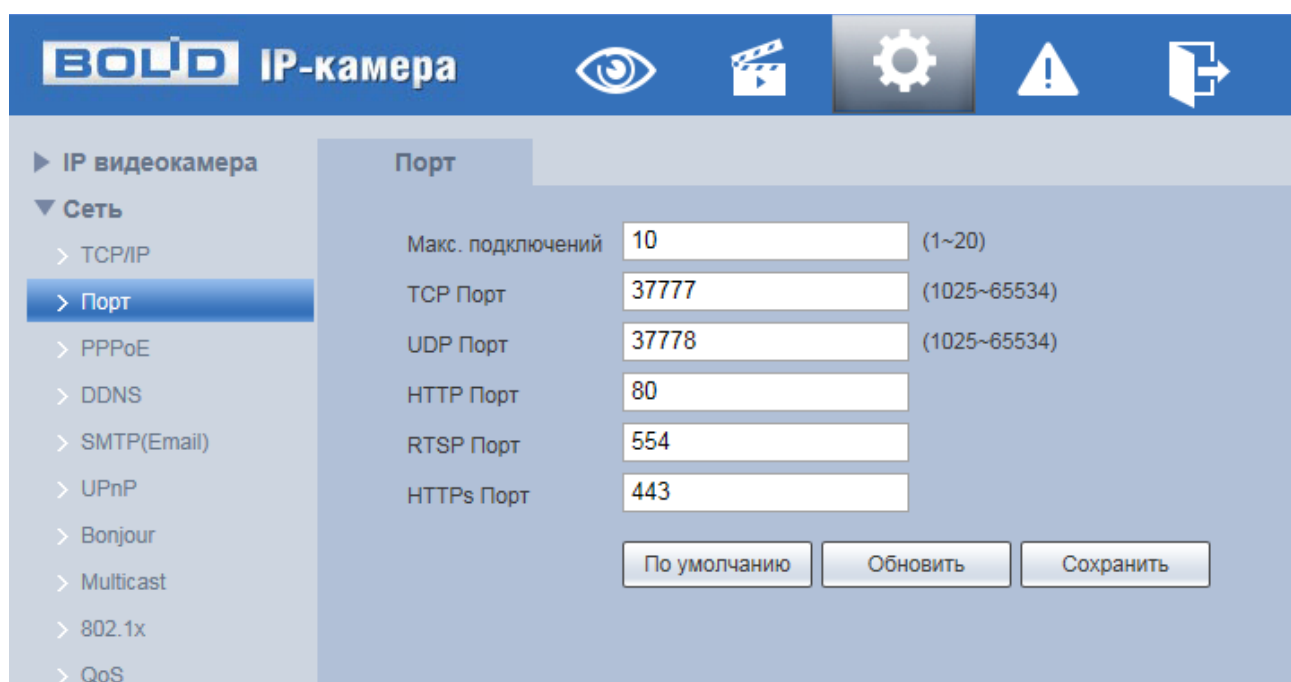 BOLID IP-камера
IP видеокамера
Сеть
TCP/IP
Порт
PPPoE
DDNS
SMTP(Email)
UPnP
Bonjour
Multicast
802.1x
QoS
Порт
Макс. подключений 10 (1~20)
TCP Порт 37777 (1025~65534)
UDP Порт 37778 (1025~65534)
HTTP Порт 80
RTSP Порт 554
HTTPs Порт 443
По умолчанию Обновить Сохранить